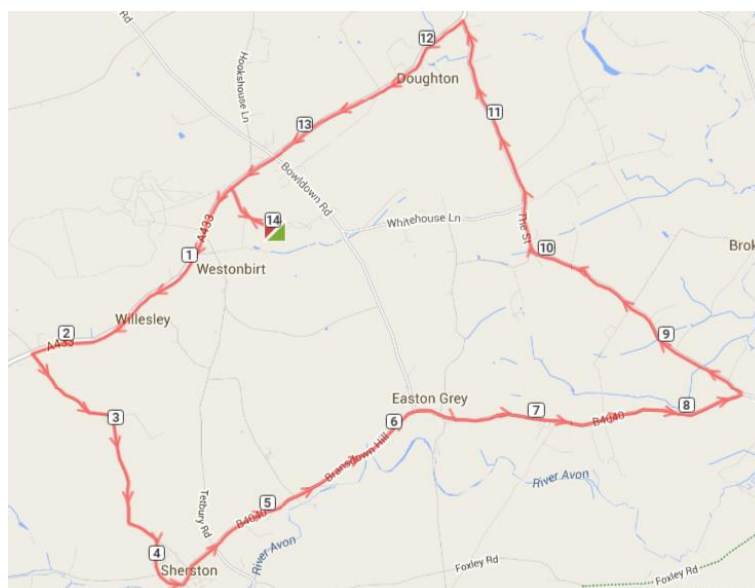 Rd
12
Doughton
Hookshouse Ln
11
13
Bowldown Rd
14
Whitehouse Ln
The St
A433
10
Brok
1
Westonbirt
Willesley
2
A433
9
Easton Grey
3
6
7
8
B4040
Bransdown Hill
Tetbury Rd
5
B4040
River Avon
4
Sherston
River Avon
Foxley Rd
Foxley Rd